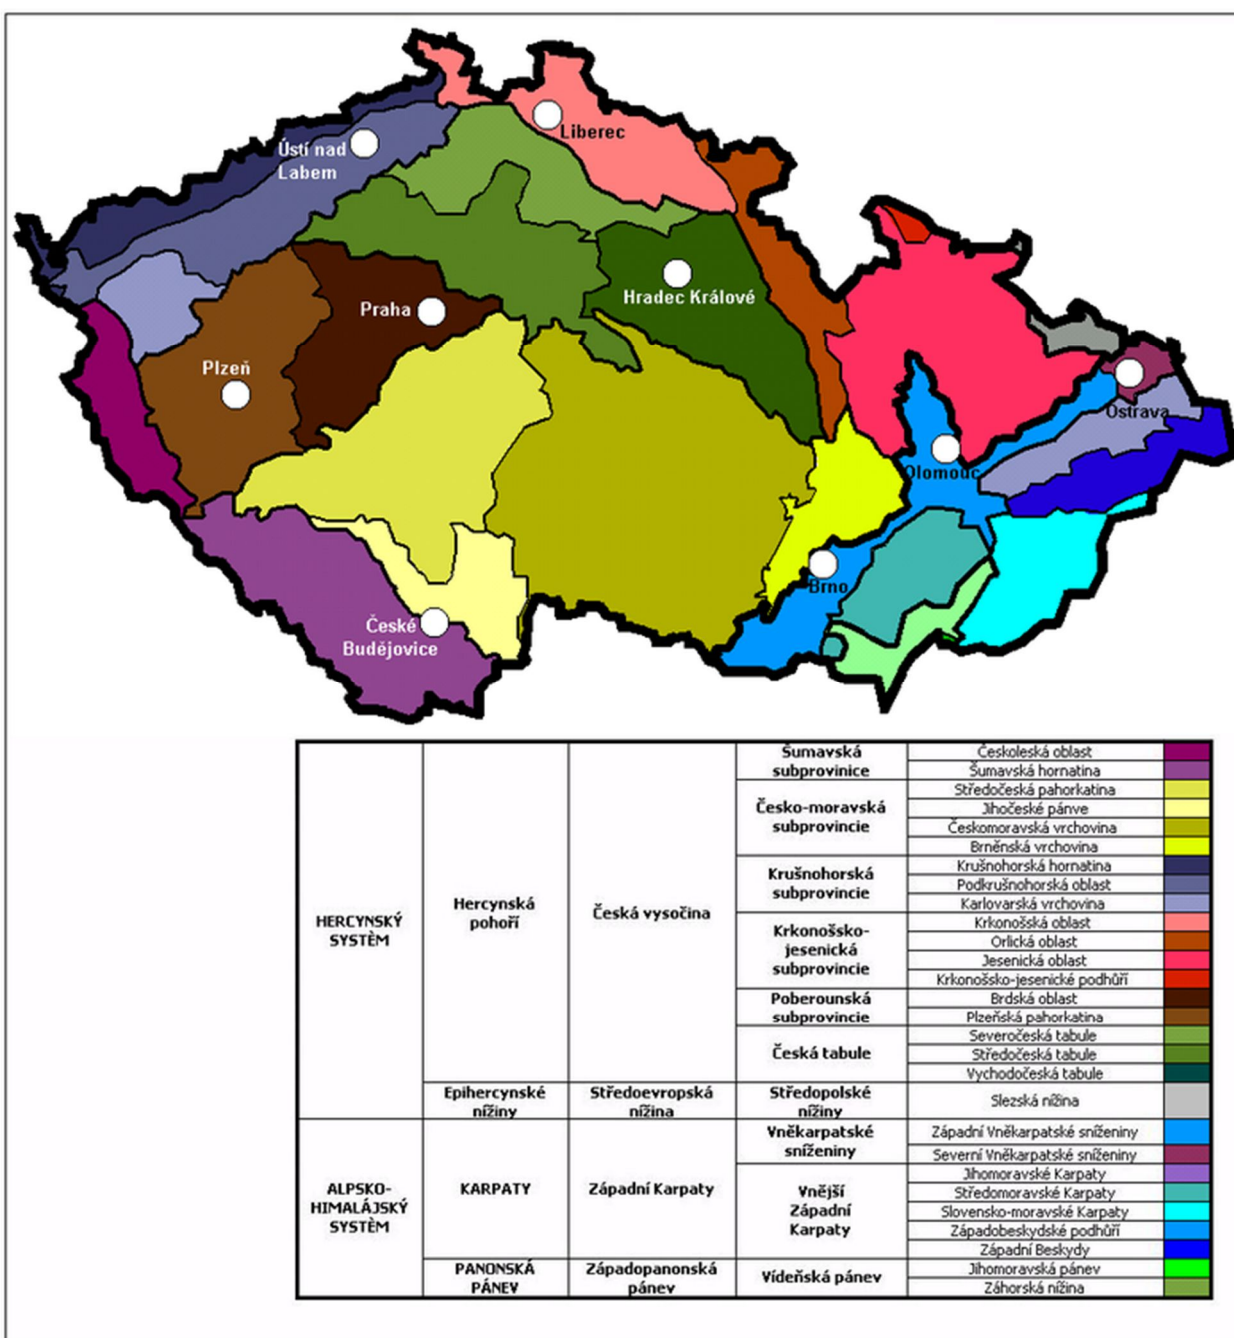 Liberec
Ústí nad
Labem
Hradec Králové
Praha
Plzeň
Ostrava
Olomouc
Brno
České
Budějovice
HERCYNSKÝ
SYSTÈM
Hercynská
pohoří
Česká vysočina
Šumavská
subprovinice
Českoleská oblast
Šumavská hornatina
Česko-moravská
subprovincie
Středočeská pahorkatina
Jihočeské pánve
Českomoravská vrchovina
Brněnská vrchovina
Krušnohorská
subprovincie
Krušnohorská hornatina
Podkrušnohorská oblast
Karlovarská vrchovina
Krkonošsko-
jesenická
subprovincie
Krkonošská oblast
Orlická oblast
Jesenická oblast
Krkonošsko-jesenické podhůří
Poberounská
subprovincie
Brdská oblast
Plzeňská pahorkatina
Česká tabule
Severočeská tabule
Středočeská tabule
Vychodočeská tabule
Epihercynské
nížiny
Středoevropská
nížina
Středopolské
nížiny
Slezská nížina
ALPSKO-
HIMALÁJSKÝ
SYSTÈM
KARPATY
Západní Karpaty
Vněkarpatské
sníženiny
Západní Vněkarpatské sníženiny
Severní Vněkarpatské sníženiny
Vnější
Západní
Karpaty
Jihomoravské Karpaty
Středomoravské Karpaty
Slovensko-moravské Karpaty
Západobeskydské podhůří
Západní Beskydy
PANONSKÁ
PÁNEV
Západopanonská
pánev
Vídeňská pánev
Jihomoravská pánev
Záhorská nížina